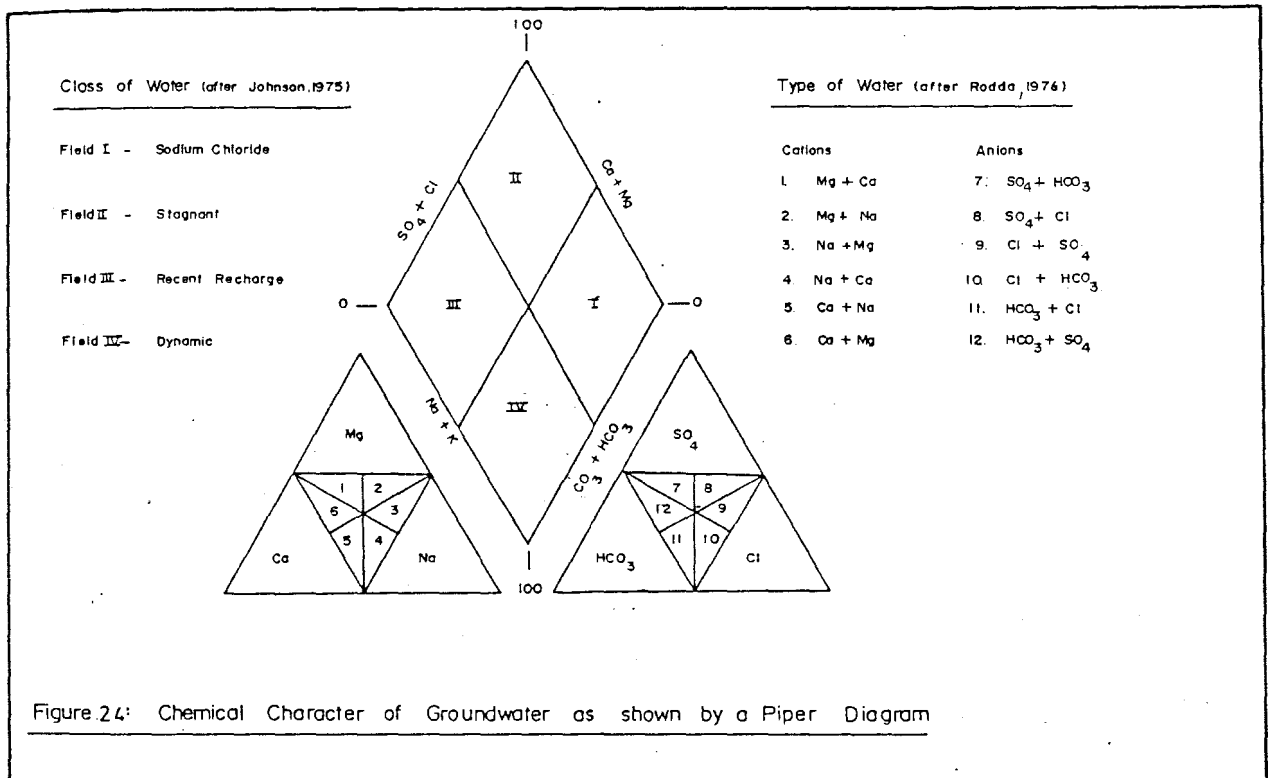 100
Class of Water (after Johnson, 1975)
Field I - Sodium Chloride
Field II - Stagnant
Field III - Recent Recharge
Field IV - Dynamic
Type of Water (after Rodda, 1976)
Cations
1. Mg + Ca
2. Mg + Na
3. Na + Mg
4. Na + Ca
5. Ca + Na
6. Ca + Mg
Anions
7. SO4 + HCO3
8. SO4 + Cl
9. Cl + SO4
10. Cl + HCO3
11. HCO3 + Cl
12. HCO3 + SO4
SO4 + Cl
Ca + Mg
II
0
III
I
0
IV
Na + K
CO3 + HCO3
100
Mg
1 2
6 3
5 4
Ca
Na
SO4
7 8
12 9
11 10
HCO3
Cl
Figure.24: Chemical Character of Groundwater as shown by a Piper Diagram